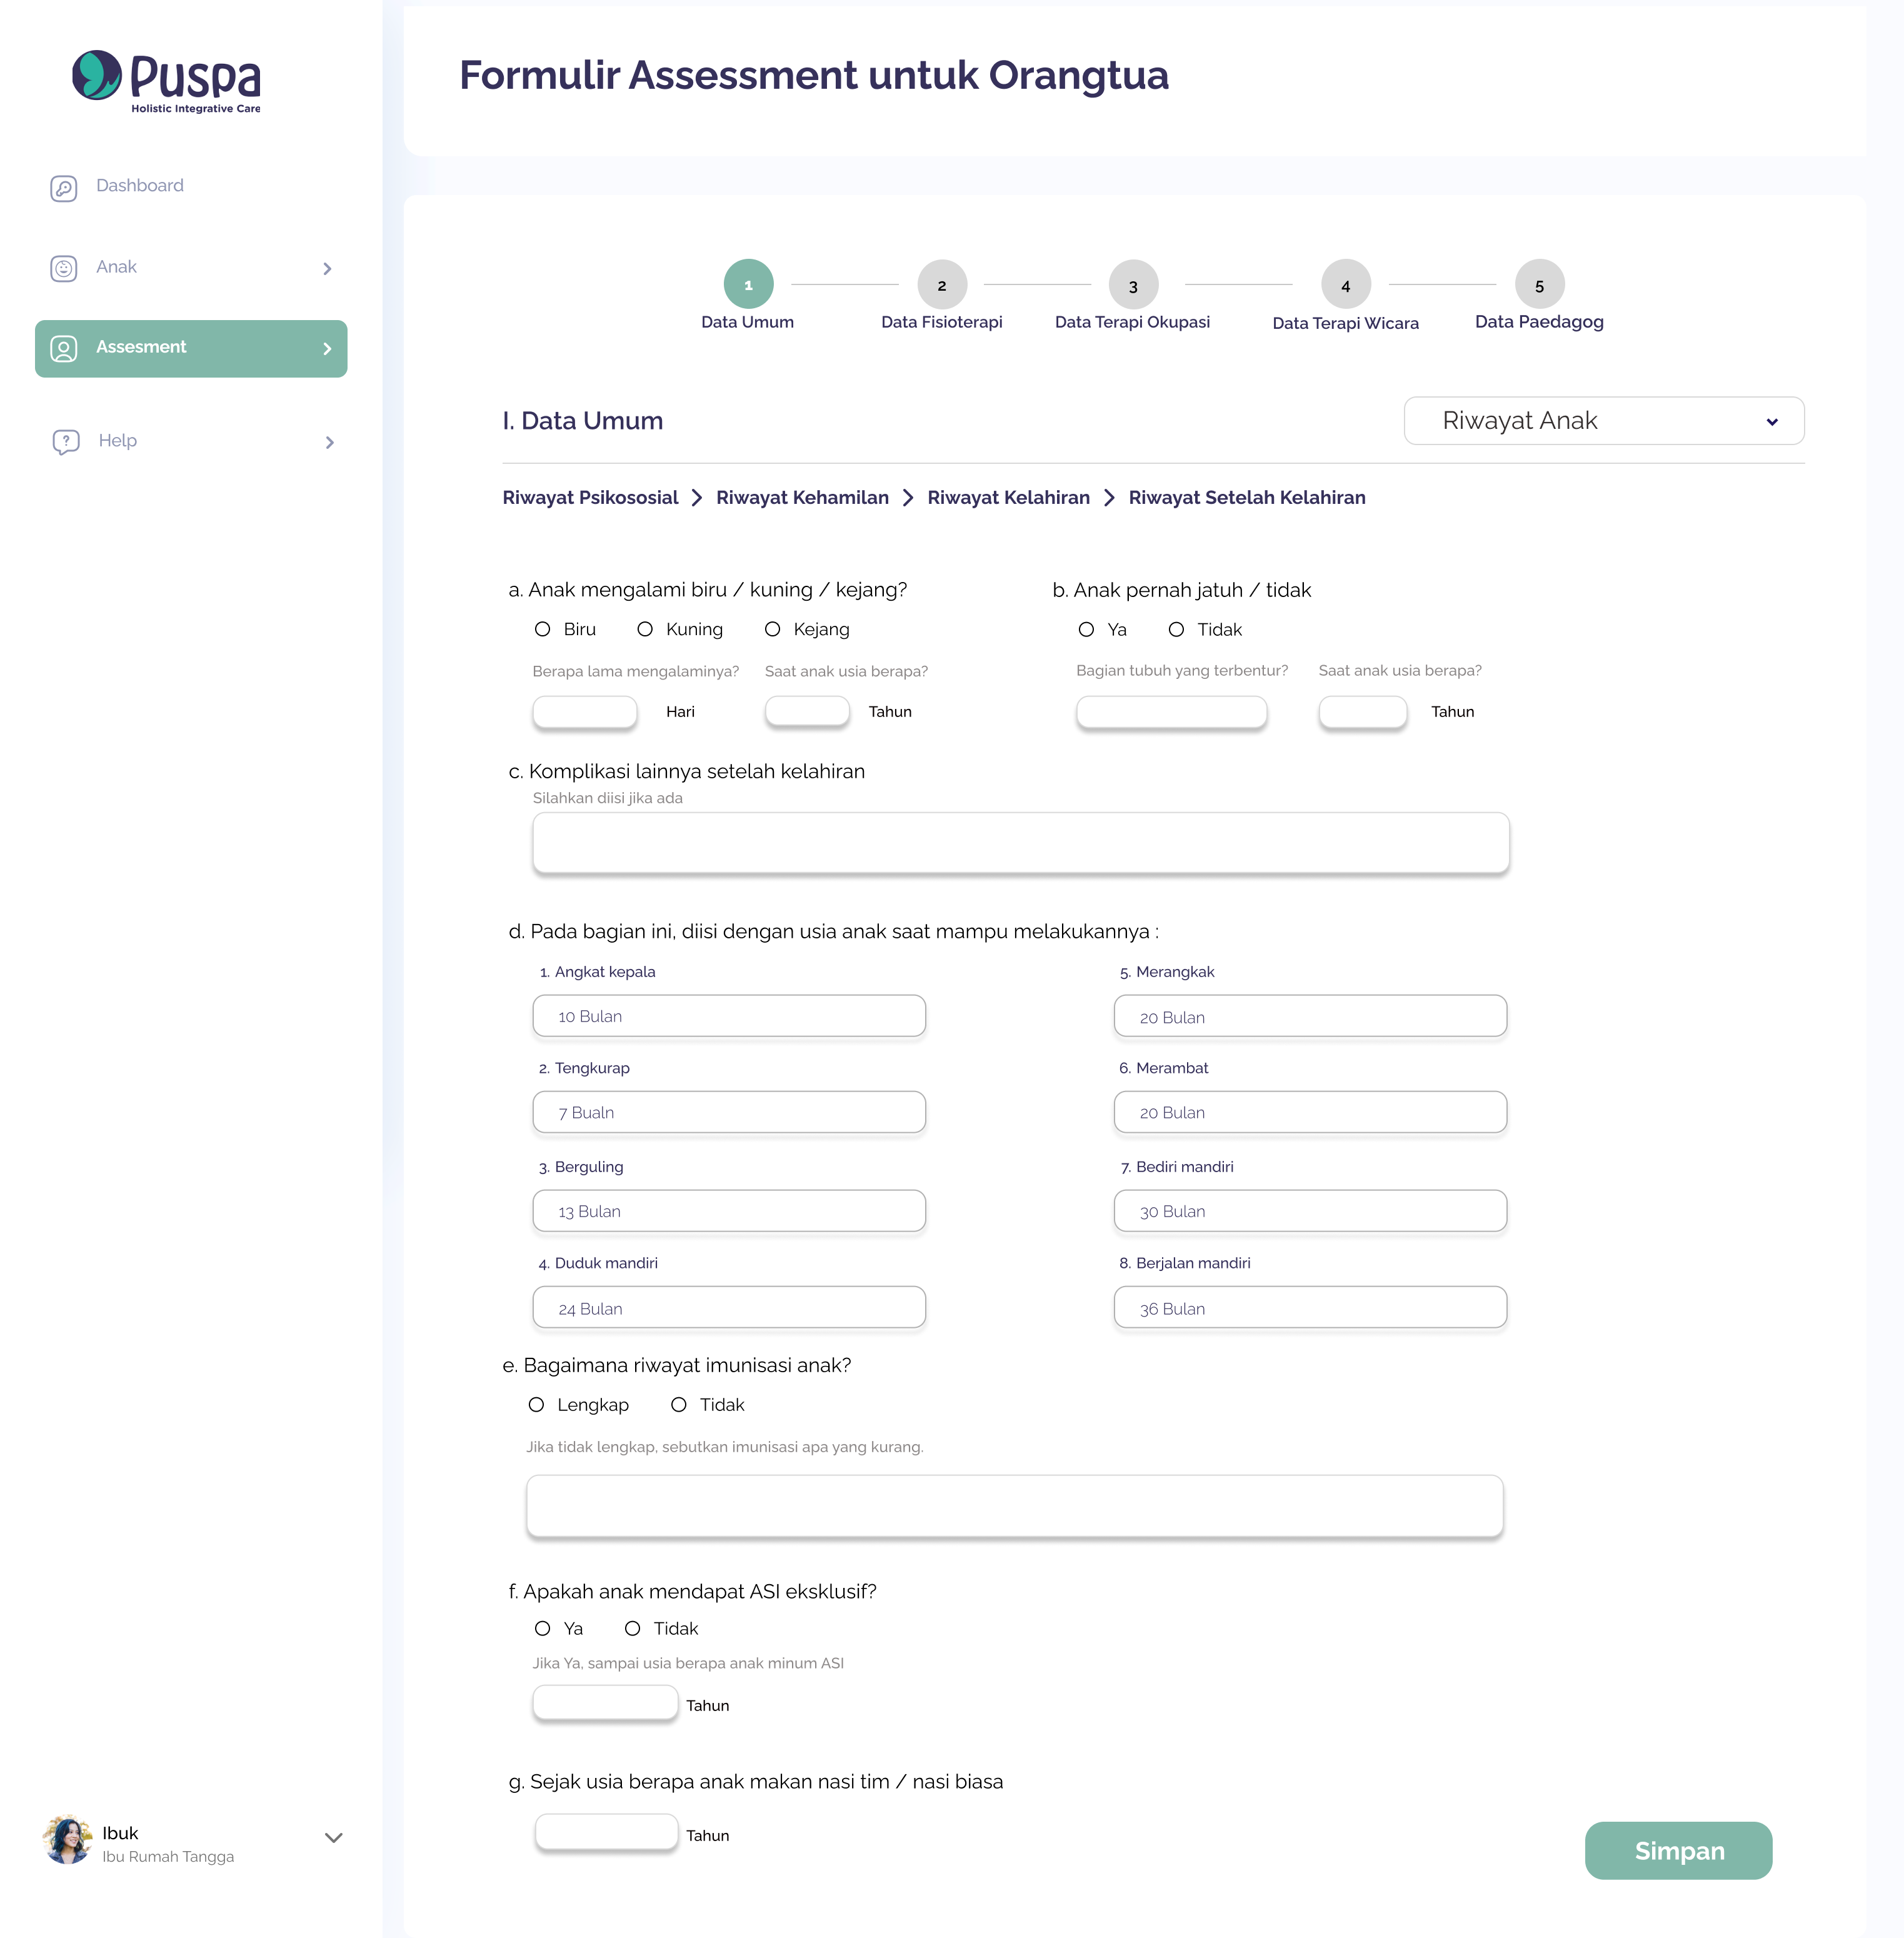 Puspa
Holistic Integrative Care
Dashboard
Anak
Assesment
Help
Ibuk
Ibu Rumah Tangga
Formulir Assessment untuk Orangtua
1 2 3 4 5
Data Umum Data Fisioterapi Data Terapi Okupasi Data Terapi Wicara Data Paedagog
I. Data Umum Riwayat Anak
Riwayat Psikososial > Riwayat Kehamilan > Riwayat Kelahiran > Riwayat Setelah Kelahiran
a. Anak mengalami biru / kuning / kejang?
Biru Kuning Kejang
Berapa lama mengalaminya? Saat anak usia berapa?
Hari Tahun
b. Anak pernah jatuh / tidak
Ya Tidak
Bagian tubuh yang terbentur? Saat anak usia berapa?
Tahun
c. Komplikasi lainnya setelah kelahiran
Silahkan diisi jika ada
d. Pada bagian ini, diisi dengan usia anak saat mampu melakukannya :
1. Angkat kepala
10 Bulan
2. Tengkurap
7 Bualn
3. Berguling
13 Bulan
4. Duduk mandiri
24 Bulan
5. Merangkak
20 Bulan
6. Merambat
20 Bulan
7. Bediri mandiri
30 Bulan
8. Berjalan mandiri
36 Bulan
e. Bagaimana riwayat imunisasi anak?
Lengkap Tidak
Jika tidak lengkap, sebutkan imunisasi apa yang kurang.
f. Apakah anak mendapat ASI eksklusif?
Ya Tidak
Jika Ya, sampai usia berapa anak minum ASI
Tahun
g. Sejak usia berapa anak makan nasi tim / nasi biasa
Tahun
Simpan